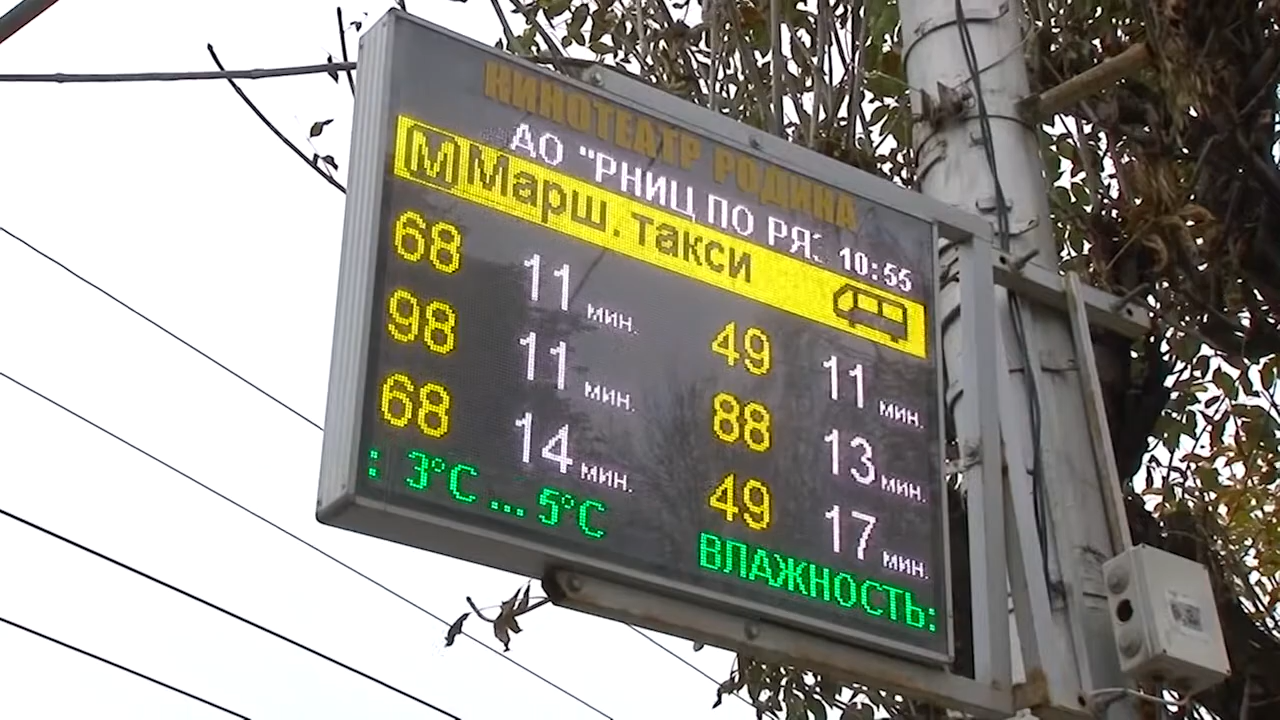 КИНОТЕАТР РОДИНА
ДО "РНИЦ ПО РЯЗ 10:55
М Марш. такси
68 11 мин. 49 11 мин.
98 11 мин. 88 13 мин.
68 14 мин. 49 17 мин.
: 3°C... 5°C ВЛАЖНОСТЬ: